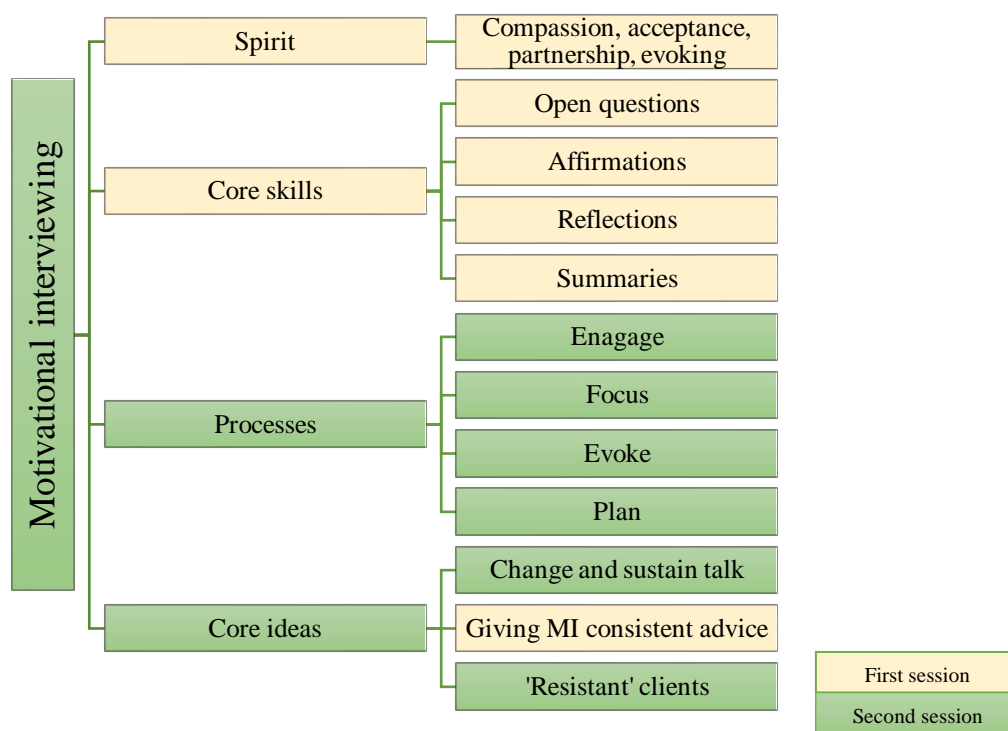 Motivational interviewing
Spirit
Compassion, acceptance,
partnership, evoking
Core skills
Open questions
Affirmations
Reflections
Summaries
Processes
Enagage
Focus
Evoke
Plan
Core ideas
Change and sustain talk
Giving MI consistent advice
'Resistant' clients
First session
Second session